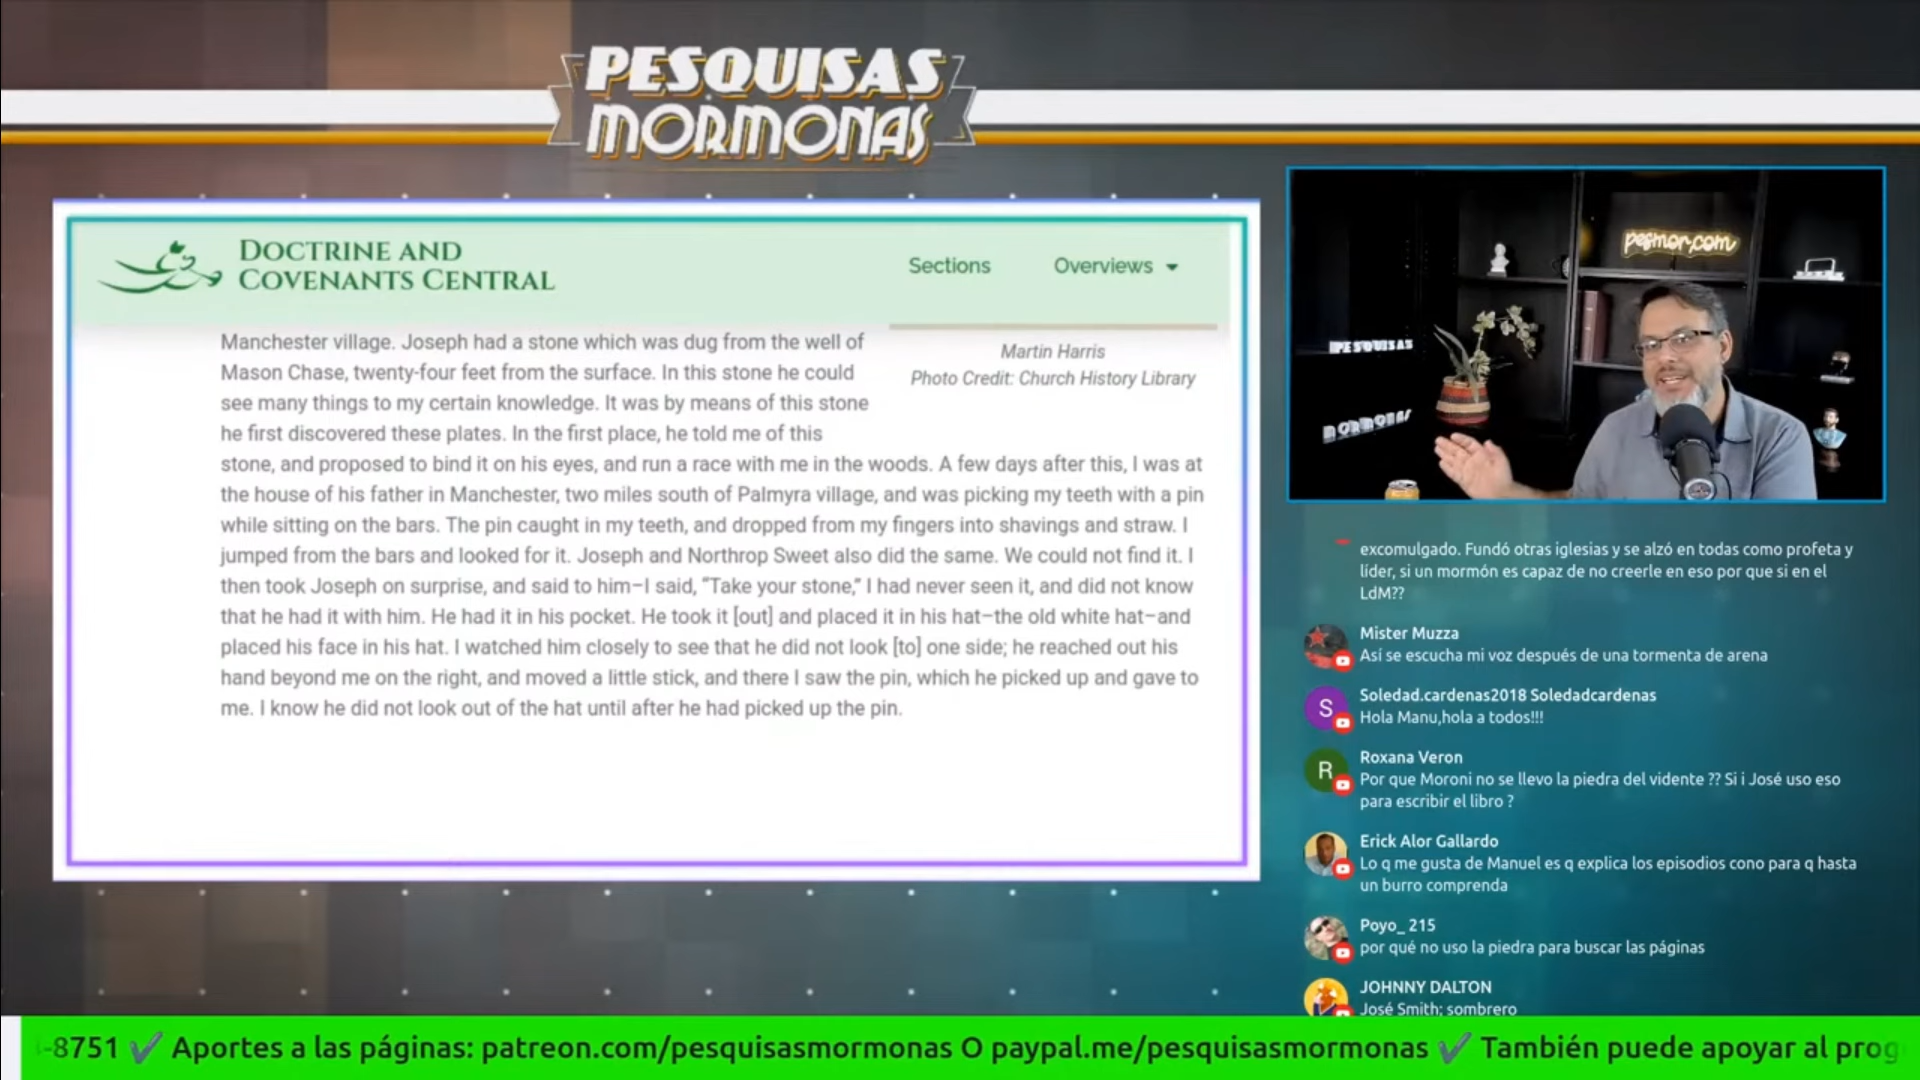 PESQUISAS
MORMONAS
DOCTRINE AND
COVENANTS CENTRAL
Sections
Overviews
Manchester village. Joseph had a stone which was dug from the well of
Mason Chase, twenty-four feet from the surface. In this stone he could
see many things to my certain knowledge. It was by means of this stone
he first discovered these plates. In the first place, he told me of this
stone, and proposed to bind it on his eyes, and run a race with me in the woods. A few days after this, I was at
the house of his father in Manchester, two miles south of Palmyra village, and was picking my teeth with a pin
while sitting on the bars. The pin caught in my teeth, and dropped from my fingers into shavings and straw. I
jumped from the bars and looked for it. Joseph and Northrop Sweet also did the same. We could not find it. I
then took Joseph on surprise, and said to him–I said, “Take your stone,” I had never seen it, and did not know
that he had it with him. He had it in his pocket. He took it [out] and placed it in his hat–the old white hat–and
placed his face in his hat. I watched him closely to see that he did not look [to] one side; he reached out his
hand beyond me on the right, and moved a little stick, and there I saw the pin, which he picked up and gave to
me. I know he did not look out of the hat until after he had picked up the pin.
Martin Harris
Photo Credit: Church History Library
pesmor.com
PESQUISAS
MORMONAS
excomulgado. Fundó otras iglesias y se alzó en todas como profeta y
líder, si un mormón es capaz de no creerle en eso por que si en el
LdM??
Mister Muzza
Así se escucha mi voz después de una tormenta de arena
S
Soledad.cardenas2018 Soledadcardenas
Hola Manu,hola a todos!!!
R
Roxana Veron
Por que Moroni no se llevo la piedra del vidente ?? Si i José uso eso
para escribir el libro ?
Erick Alor Gallardo
Lo q me gusta de Manuel es q explica los episodios cono para q hasta
un burro comprenda
Poyo_ 215
por qué no uso la piedra para buscar las páginas
JOHNNY DALTON
José Smith: sombrero
-8751 ✔ Aportes a las páginas: patreon.com/pesquisasmormonas O paypal.me/pesquisasmormonas ✔ También puede apoyar al prog